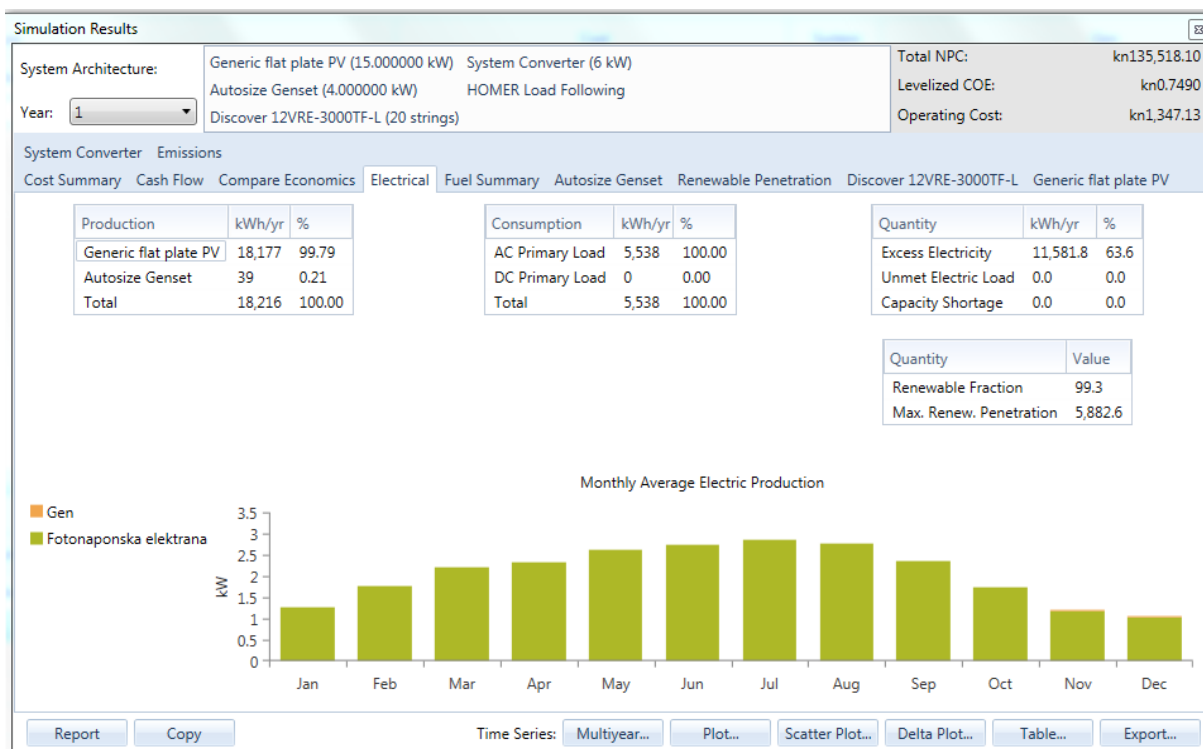 Simulation Results
System Architecture:
Generic flat plate PV (15.000000 kW) System Converter (6 kW)
Autosize Genset (4.000000 kW) HOMER Load Following
Discover 12VRE-3000TF-L (20 strings)
Year: 1
Total NPC: kn135,518.10
Levelized COE: kn0.7490
Operating Cost: kn1,347.13
System Converter Emissions
Cost Summary Cash Flow Compare Economics Electrical Fuel Summary Autosize Genset Renewable Penetration Discover 12VRE-3000TF-L Generic flat plate PV
Production kWh/yr %
Generic flat plate PV 18,177 99.79
Autosize Genset 39 0.21
Total 18,216 100.00
Consumption kWh/yr %
AC Primary Load 5,538 100.00
DC Primary Load 0 0.00
Total 5,538 100.00
Quantity kWh/yr %
Excess Electricity 11,581.8 63.6
Unmet Electric Load 0.0 0.0
Capacity Shortage 0.0 0.0
Quantity Value
Renewable Fraction 99.3
Max. Renew. Penetration 5,882.6
Monthly Average Electric Production
Gen
Fotonaponska elektrana
kW
3.5
3
2.5
2
1.5
1
0.5
0
Jan Feb Mar Apr May Jun Jul Aug Sep Oct Nov Dec
Report Copy Time Series: Multiyear... Plot... Scatter Plot... Delta Plot... Table... Export...